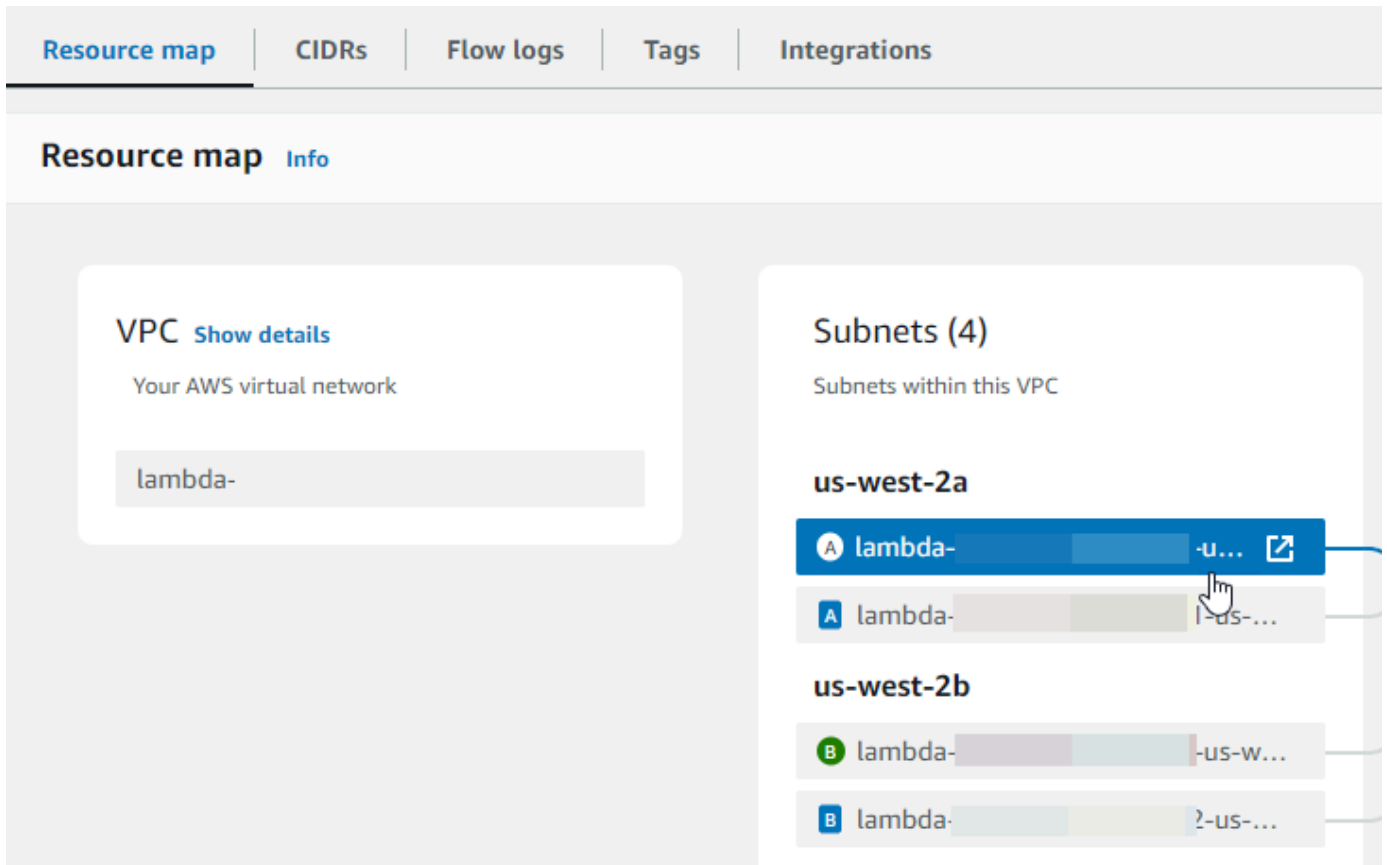 Resource map CIDRs Flow logs Tags Integrations
Resource map Info
VPC Show details
Your AWS virtual network
lambda-
Subnets (4)
Subnets within this VPC
us-west-2a
A lambda- -u...
A lambda- 1-us-...
us-west-2b
B lambda- -us-w...
B lambda- 2-us-...